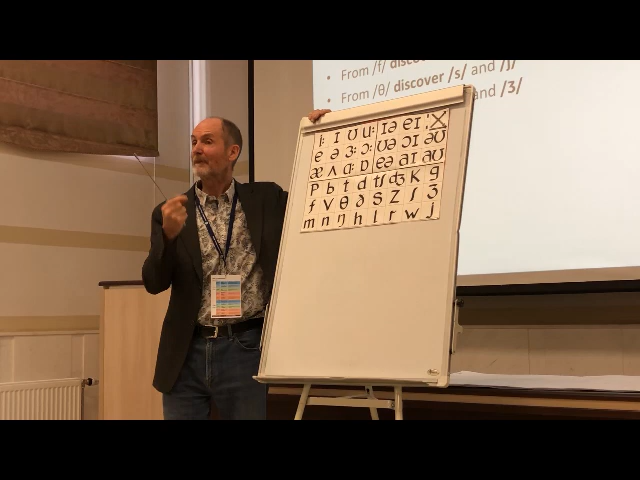 • From /f/
• From /θ/ discover /s/ and /ʃ/
and /ʒ/
iː ɪ ʊ uː ɪə eɪ
e ə ɜː ɔː ʊə ɔɪ əʊ
æ ʌ ɑː ɒ eə aɪ aʊ
p b t d tʃ dʒ k g
f v θ ð s z ʃ ʒ
m n ŋ h l r w j